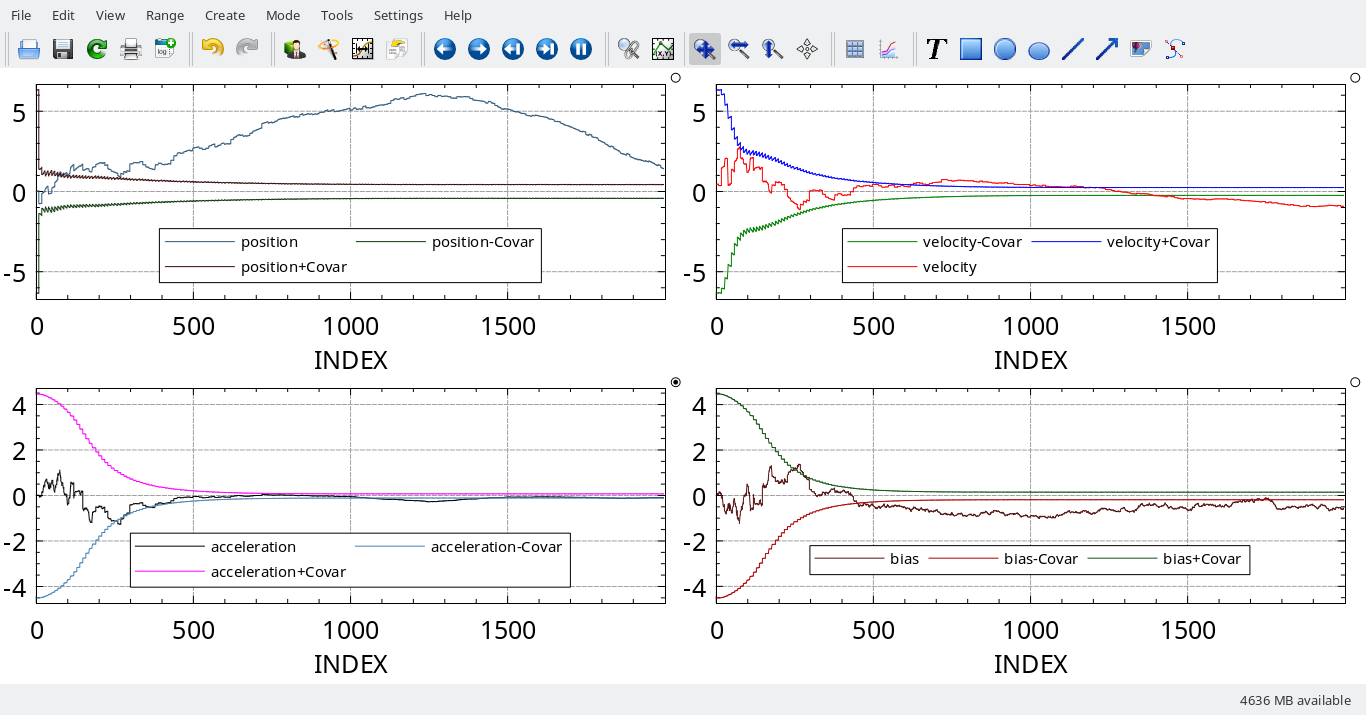 File Edit View Range Create Mode Tools Settings Help
log
T
5
0
-5
position position-Covar
position+Covar
0 500 1000 1500
INDEX
5
0
-5
velocity-Covar velocity+Covar
velocity
0 500 1000 1500
INDEX
4
2
0
-2
-4
acceleration acceleration-Covar
acceleration+Covar
0 500 1000 1500
INDEX
4
2
0
-2
-4
bias bias-Covar bias+Covar
0 500 1000 1500
INDEX
4636 MB available